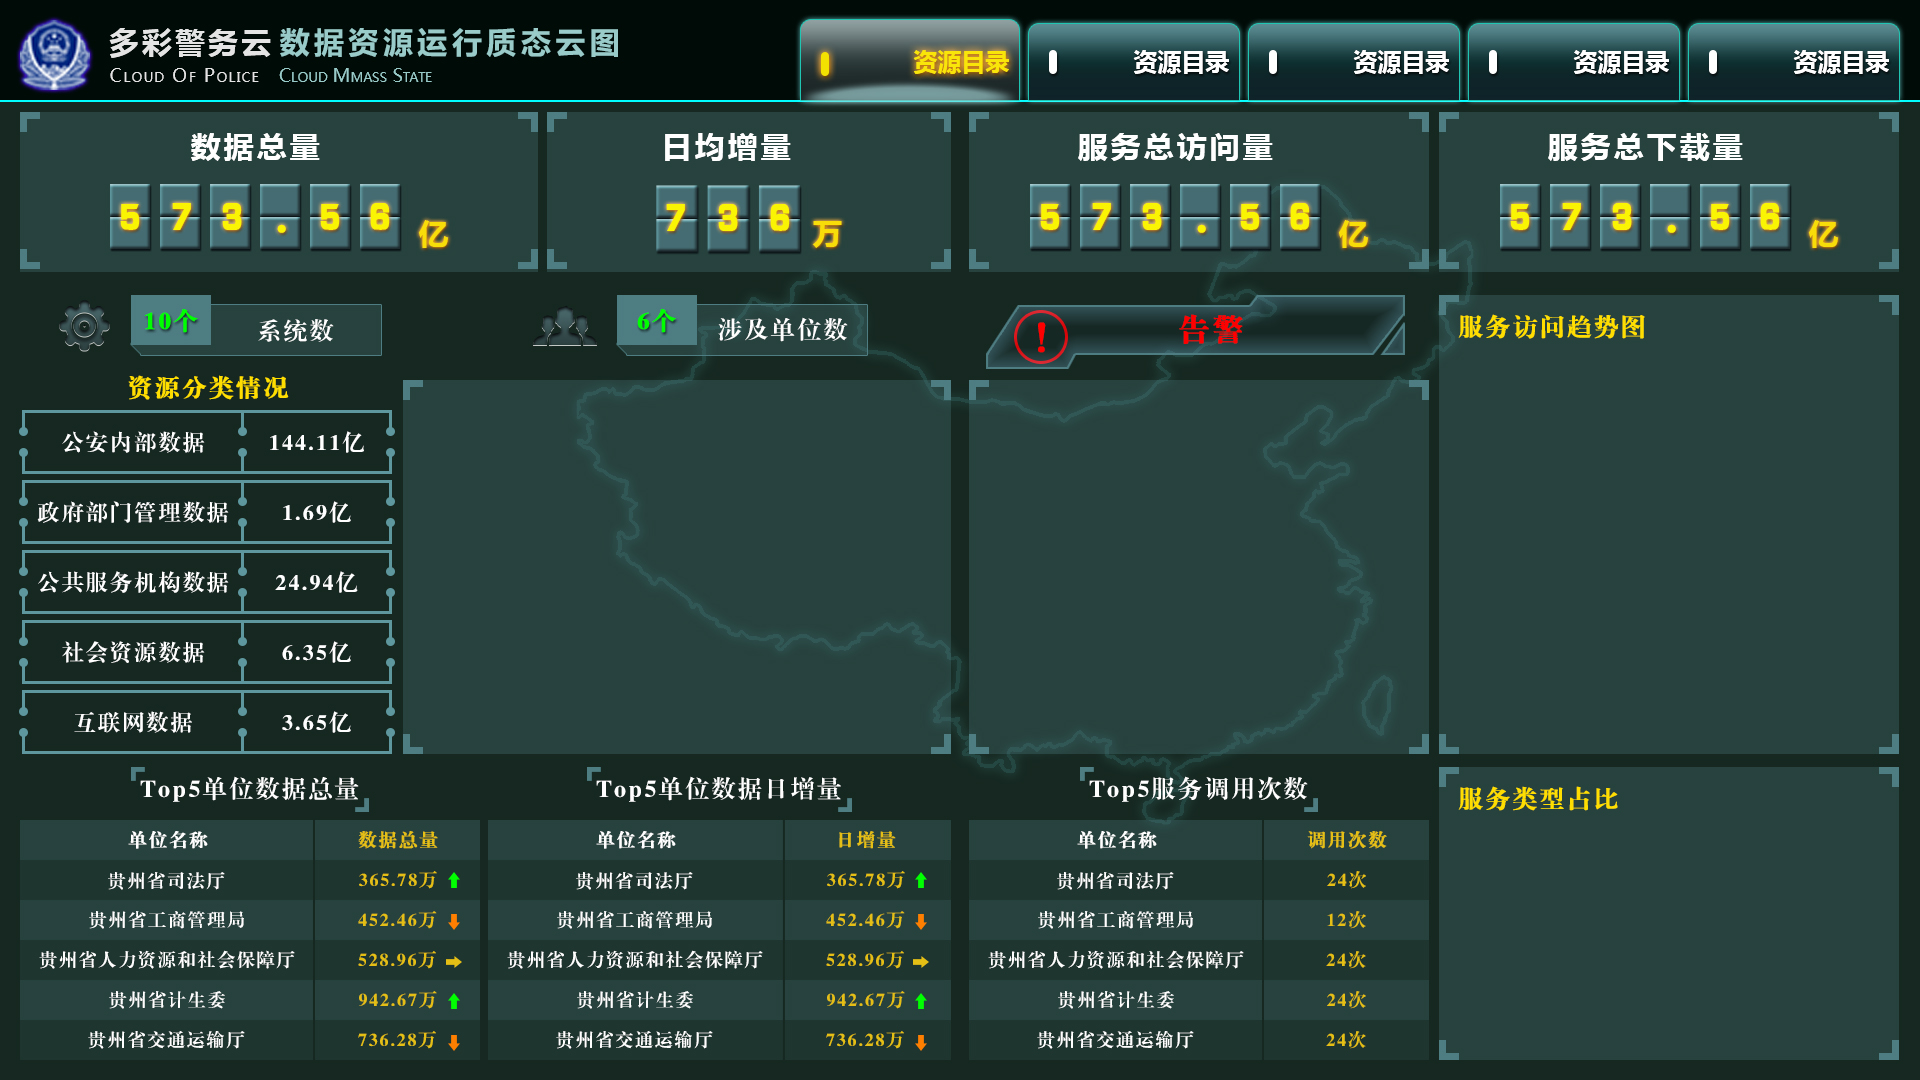 多彩警务云 数据资源运行质态云图
CLOUD OF POLICE CLOUD MMASS STATE
资源目录
资源目录
资源目录
资源目录
资源目录
数据总量
573.56亿
日均增量
736万
服务总访问量
573.56亿
服务总下载量
573.56亿
10个 系统数
6个 涉及单位数
! 告警
服务访问趋势图
资源分类情况
公安内部数据 144.11亿
政府部门管理数据 1.69亿
公共服务机构数据 24.94亿
社会资源数据 6.35亿
互联网数据 3.65亿
Top5单位数据总量
单位名称 数据总量
贵州省司法厅 365.78万
贵州省工商管理局 452.46万
贵州省人力资源和社会保障厅 528.96万
贵州省计生委 942.67万
贵州省交通运输厅 736.28万
Top5单位数据日增量
单位名称 日增量
贵州省司法厅 365.78万
贵州省工商管理局 452.46万
贵州省人力资源和社会保障厅 528.96万
贵州省计生委 942.67万
贵州省交通运输厅 736.28万
Top5服务调用次数
单位名称 调用次数
贵州省司法厅 24次
贵州省工商管理局 12次
贵州省人力资源和社会保障厅 24次
贵州省计生委 24次
贵州省交通运输厅 24次
服务类型占比